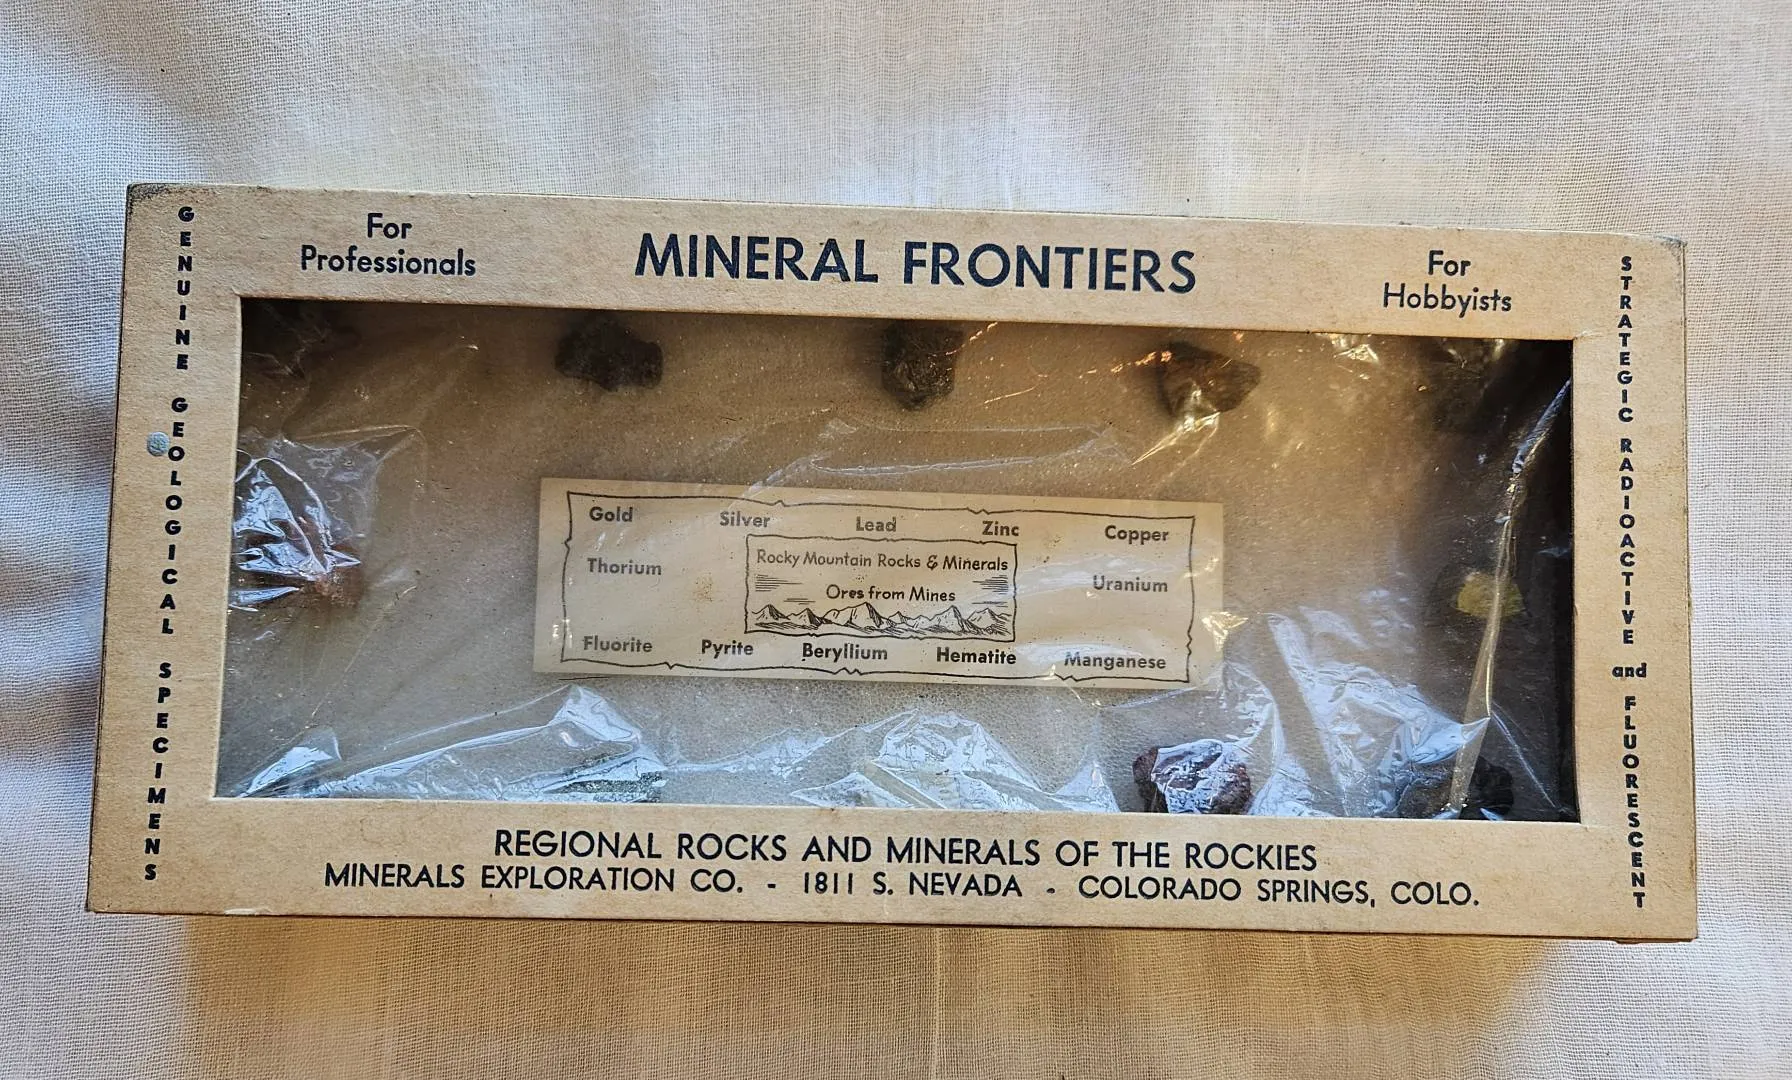 For
Professionals
MINERAL FRONTIERS
For
Hobbyists
GENUINE GEOLOGICAL SPECIMENS
Gold Silver Lead Zinc Copper
Thorium
Rocky Mountain Rocks & Minerals
Ores from Mines
Uranium
Fluorite Pyrite Beryllium Hematite Manganese
STRATEGIC RADIOACTIVE and FLUORESCENT
REGIONAL ROCKS AND MINERALS OF THE ROCKIES
MINERALS EXPLORATION CO. - 1811 S. NEVADA - COLORADO SPRINGS, COLO.